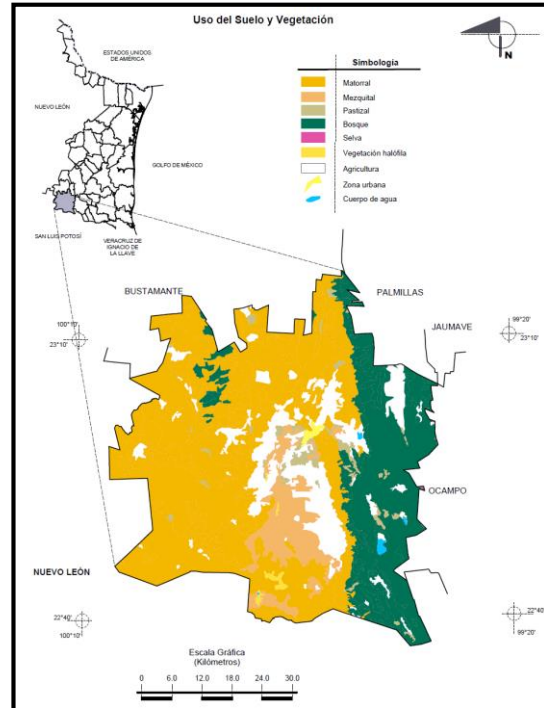 Uso del Suelo y Vegetación
N
ESTADOS UNIDOS
DE AMÉRICA
NUEVO LEÓN
GOLFO DE MÉXICO
SAN LUIS POTOSÍ
VERACRUZ DE
IGNACIO DE
LA LLAVE
Simbología
Matorral
Mezquital
Pastizal
Bosque
Selva
Vegetación halófila
Agricultura
Zona urbana
Cuerpo de agua
BUSTAMANTE
PALMILLAS
JAUMAVE
100°10'
23°10'
99°20'
23°10'
OCAMPO
NUEVO LEÓN
22°40'
100°10'
22°40'
99°20'
Escala Gráfica
(Kilómetros)
0 6.0 12.0 18.0 24.0 30.0